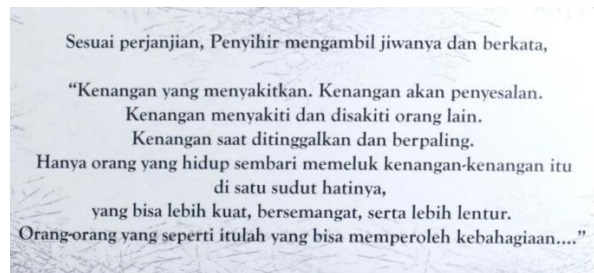 Sesuai perjanjian, Penyihir mengambil jiwanya dan berkata,
“Kenangan yang menyakitkan. Kenangan akan penyesalan.
Kenangan menyakiti dan disakiti orang lain.
Kenangan saat ditinggalkan dan berpaling.
Hanya orang yang hidup sembari memeluk kenangan-kenangan itu
di satu sudut hatinya,
yang bisa lebih kuat, bersemangat, serta lebih lentur.
Orang-orang yang seperti itulah yang bisa memperoleh kebahagiaan....”